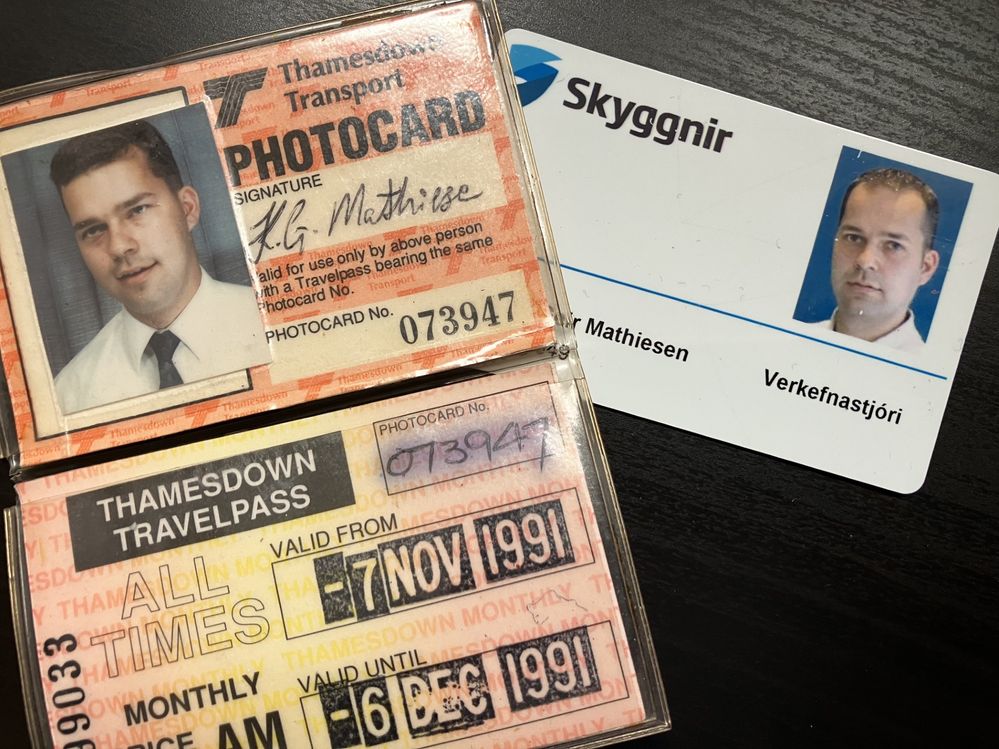 Thamesdown
Transport
PHOTOCARD
SIGNATURE
K.G. Mathiese
alid for use only by above person
ith a Travelpass bearing the same
Photocard No.
PHOTOCARD No. 073947
THAMESDOWN
TRAVELPASS
PHOTOCARD No.
073947
ALL
TIMES
VALID FROM
-7 NOV 1991
VALID UNTIL
-6 DEC 1991
MONTHLY
AM
99033
Skyggnir
r Mathiesen
Verkefnastjóri